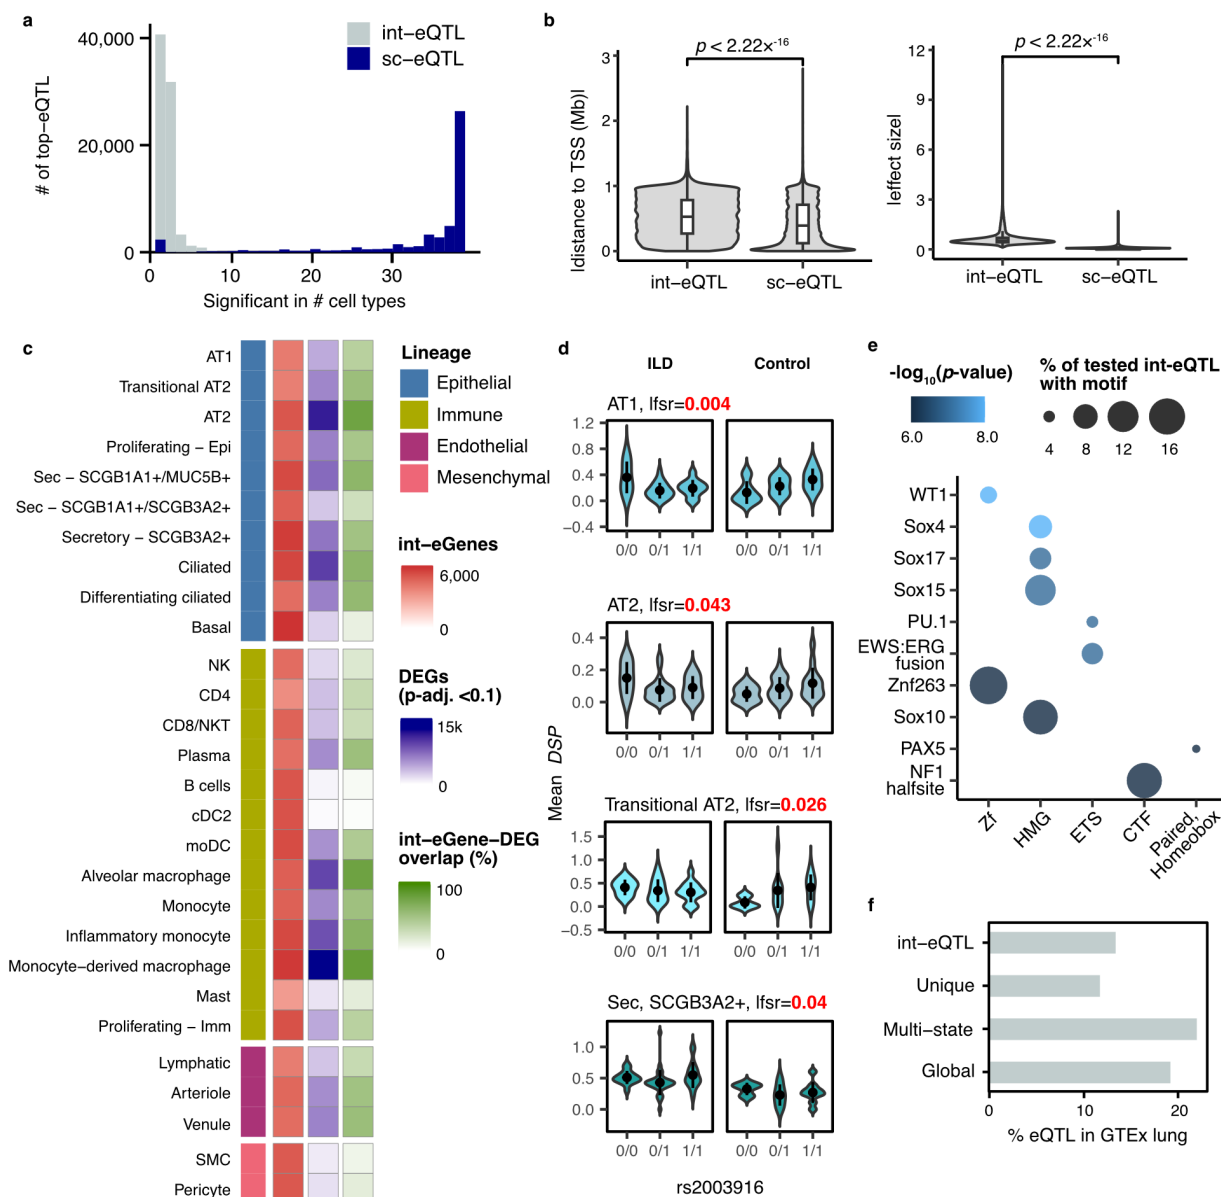 a
40,000
20,000
0
# of top−eQTL
int−eQTL
sc−eQTL
0
10
20
30
Significant in # cell types
b
|distance to TSS (Mb)|
3
2
1
0
p < 2.22×-16
int−eQTL
sc−eQTL
|effect size|
12
9
6
3
0
p < 2.22×-16
int−eQTL
sc−eQTL
c
AT1
Transitional AT2
AT2
Proliferating − Epi
Sec − SCGB1A1+/MUC5B+
Sec − SCGB1A1+/SCGB3A2+
Secretory − SCGB3A2+
Ciliated
Differentiating ciliated
Basal
NK
CD4
CD8/NKT
Plasma
B cells
cDC2
moDC
Alveolar macrophage
Monocyte
Inflammatory monocyte
Monocyte−derived macrophage
Mast
Proliferating − Imm
Lymphatic
Arteriole
Venule
SMC
Pericyte
Lineage
Epithelial
Immune
Endothelial
Mesenchymal
int−eGenes
6,000
0
DEGs
(p-adj. <0.1)
15k
0
int−eGene−DEG
overlap (%)
100
0
d
ILD
Control
Mean DSP
AT1, lfsr=0.004
1.2
0.8
0.4
0.0
−0.4
0/0
0/1
1/1
0/0
0/1
1/1
AT2, lfsr=0.043
0.4
0.2
0.0
0/0
0/1
1/1
0/0
0/1
1/1
Transitional AT2, lfsr=0.026
1.5
1.0
0.5
0.0
−0.5
0/0
0/1
1/1
0/0
0/1
1/1
Sec, SCGB3A2+, lfsr=0.04
1.0
0.5
0.0
0/0
0/1
1/1
0/0
0/1
1/1
rs2003916
e
-log10(p-value)
6.0
8.0
% of tested int-eQTL
with motif
4
8
12
16
WT1
Sox4
Sox17
Sox15
PU.1
EWS:ERG
fusion
Znf263
Sox10
PAX5
NF1
halfsite
Zf
HMG
ETS
CTF
Paired,
Homeobox
f
int−eQTL
Unique
Multi−state
Global
0
10
20
% eQTL in GTEx lung